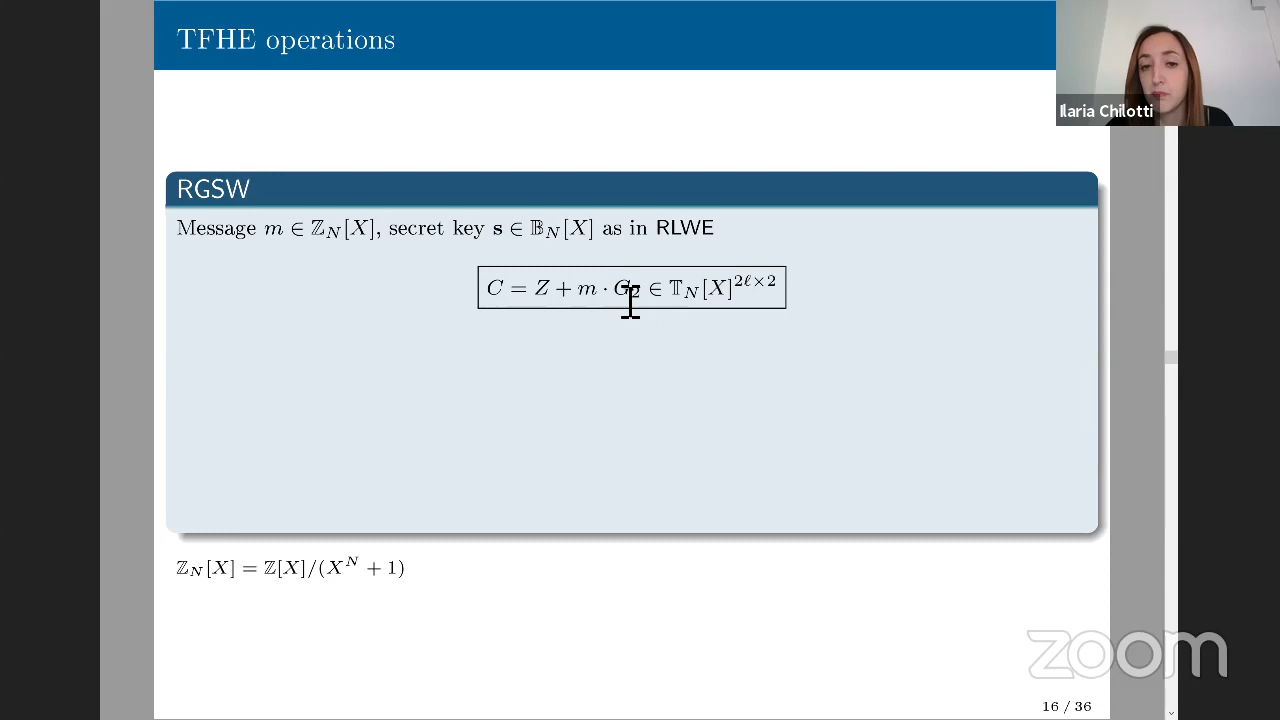 TFHE operations
Ilaria Chilotti
RGSW
Message m ∈ ℤ_N[X], secret key s ∈ 𝔹_N[X] as in RLWE
C = Z + m · G₂ ∈ 𝕋_N[X]^{2ℓ×2}
ℤ_N[X] = ℤ[X]/(X^N + 1)
zoom
16 / 36